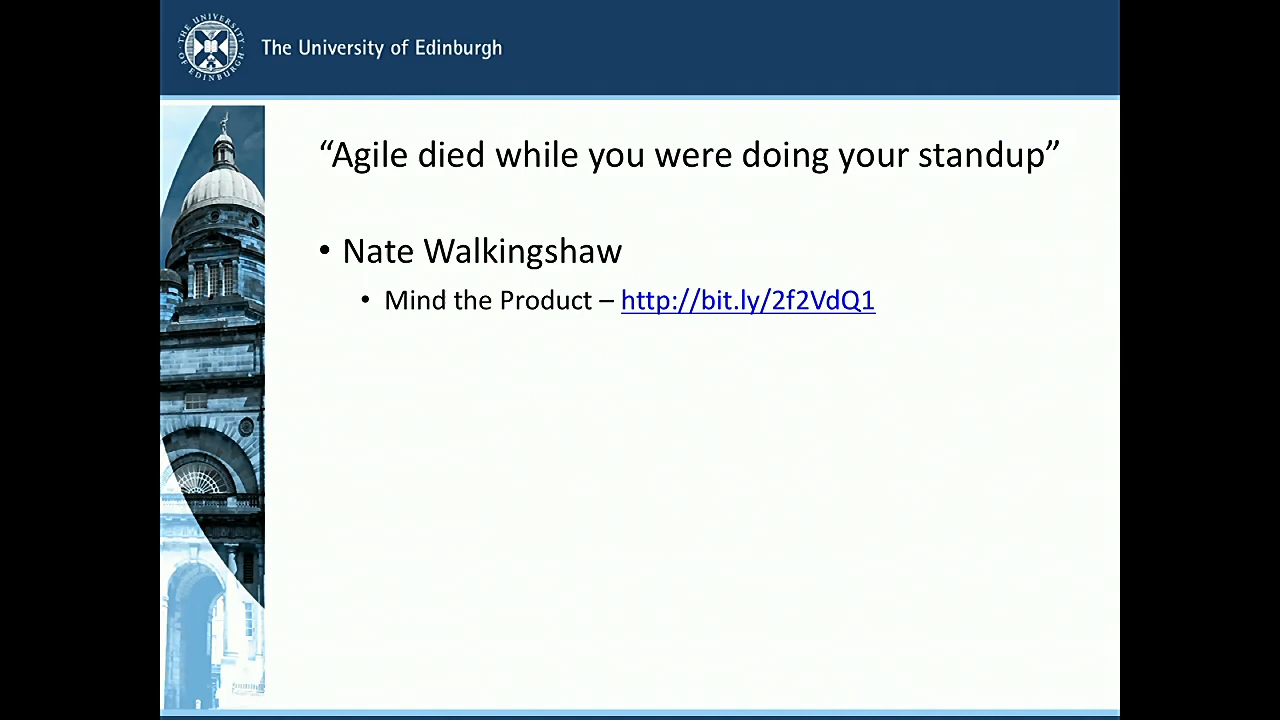 THE UNIVERSITY OF EDINBURGH
The University of Edinburgh
“Agile died while you were doing your standup”
• Nate Walkingshaw
• Mind the Product – http://bit.ly/2f2VdQ1